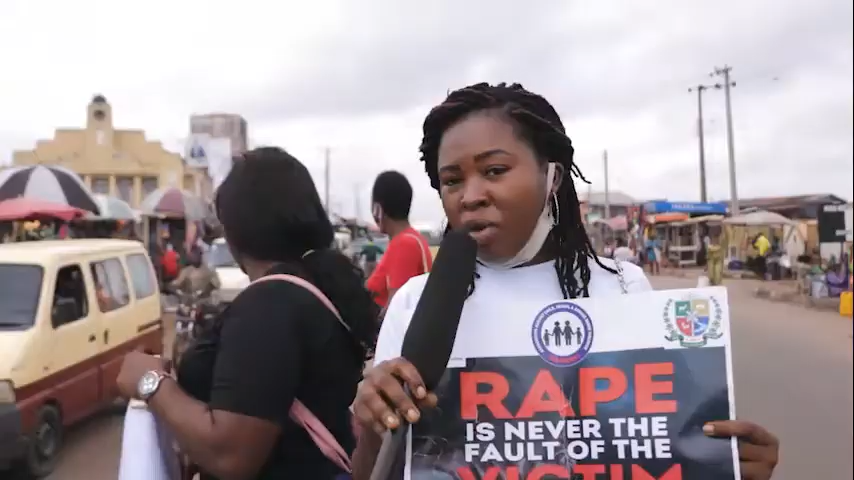 RAPE
IS NEVER THE
FAULT OF THE
VICTIM